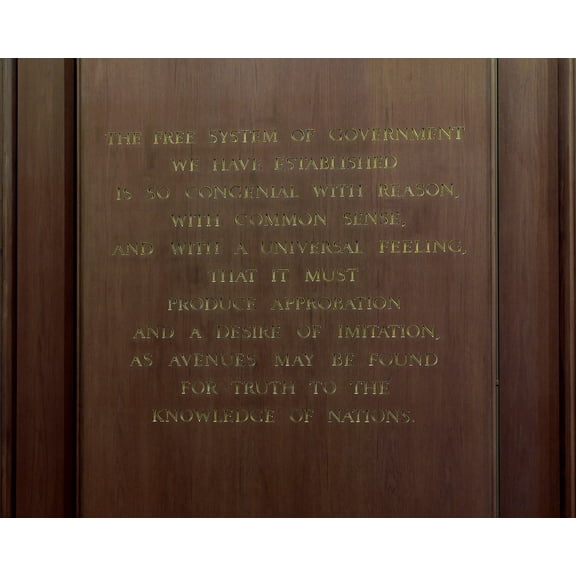 THE FREE SYSTEM OF GOVERNMENT
WE HAVE ESTABLISHED
IS SO CONGENIAL WITH REASON,
WITH COMMON SENSE,
AND WITH A UNIVERSAL FEELING,
THAT IT MUST
PRODUCE APPROBATION
AND A DESIRE OF IMITATION,
AS AVENUES MAY BE FOUND
FOR TRUTH TO THE
KNOWLEDGE OF NATIONS.